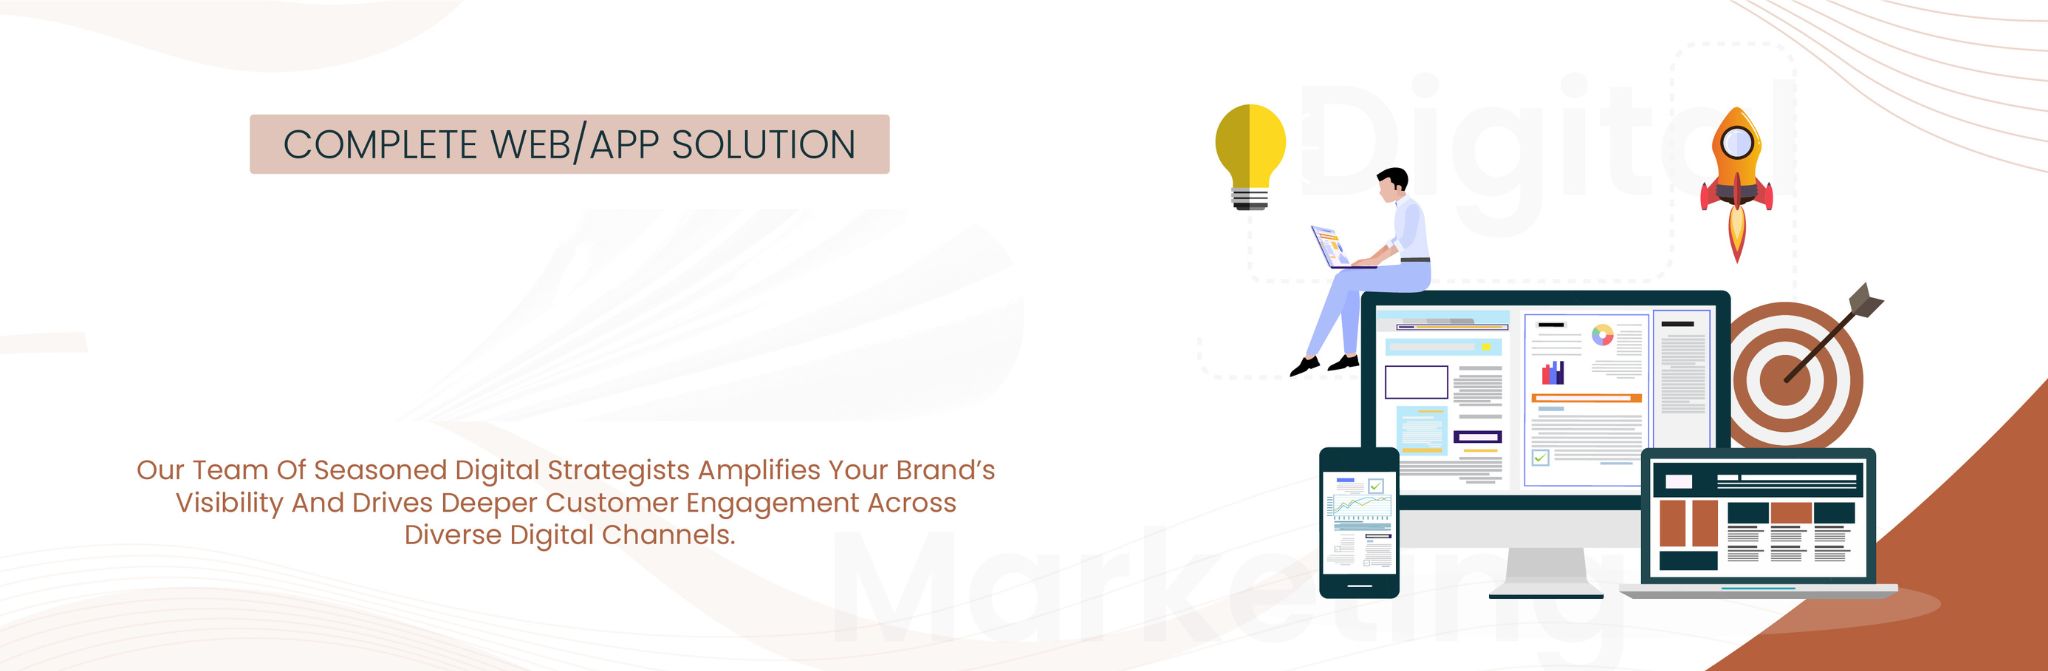 COMPLETE WEB/APP SOLUTION
Digital
Our Team Of Seasoned Digital Strategists Amplifies Your Brand’s
Visibility And Drives Deeper Customer Engagement Across
Diverse Digital Channels.
Marketing